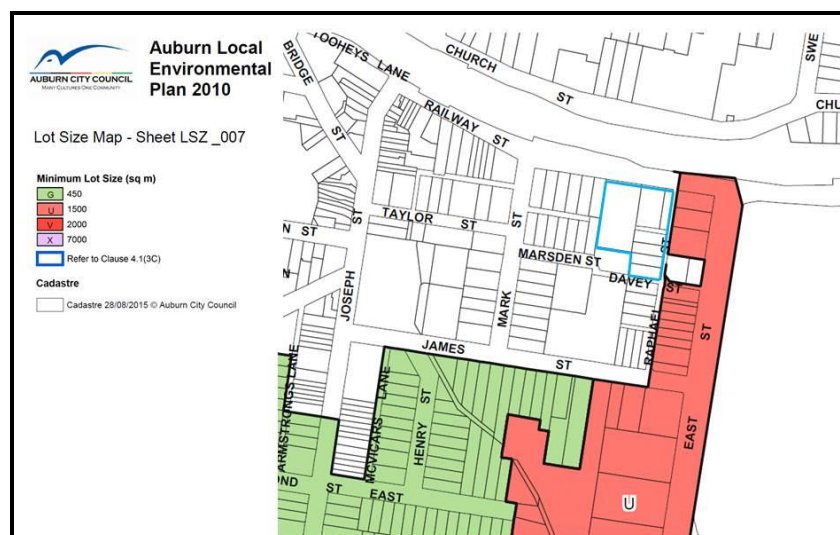 AUBURN CITY COUNCIL
MANY CULTURES ONE COMMUNITY
Auburn Local
Environmental
Plan 2010
Lot Size Map - Sheet LSZ _007
Minimum Lot Size (sq m)
G 450
U 1500
V 2000
X 7000
Refer to Clause 4.1(3C)
Cadastre
Cadastre 28/08/2015 © Auburn City Council
BRIDGE ST
TOOHEYS LANE
CHURCH ST
SWE
CHU
RAILWAY ST
TAYLOR ST
N ST
N
JOSEPH ST
MARK ST
MARSDEN ST
DAVEY ST
RAPHAEL ST
JAMES ST
EAST ST
ARMSTRONGS LANE
MCVICARS LANE
HENRY ST
OND ST EAST
U